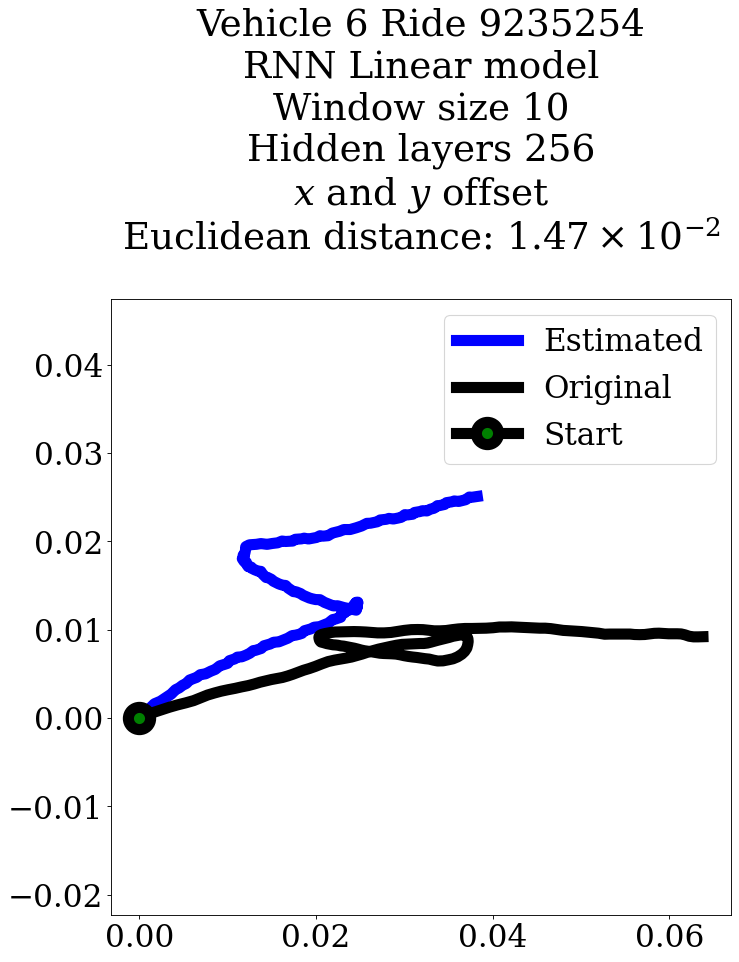 Vehicle 6 Ride 9235254
RNN Linear model
Window size 10
Hidden layers 256
x and y offset
Euclidean distance: 1.47 × 10⁻²
Estimated
Original
Start
0.04
0.03
0.02
0.01
0.00
−0.01
−0.02
0.00 0.02 0.04 0.06